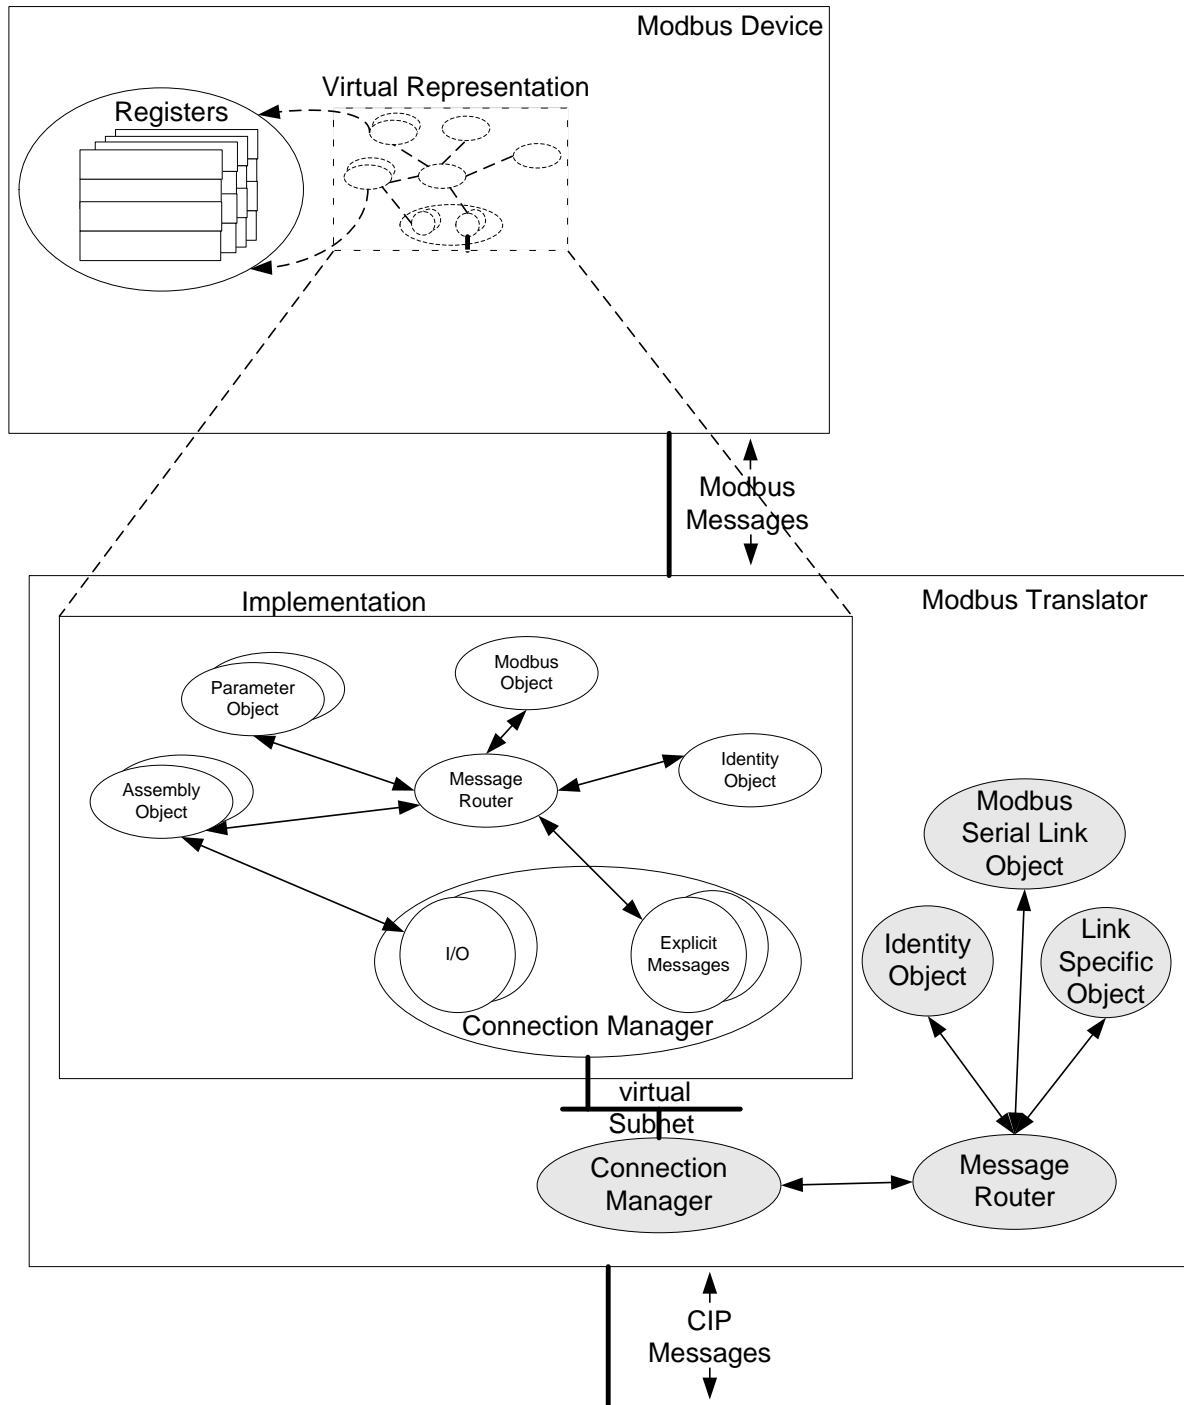 Modbus Device
Virtual Representation
Registers
Modbus
Messages
Implementation
Modbus Translator
Modbus
Object
Parameter
Object
Message
Router
Identity
Object
Assembly
Object
Modbus
Serial Link
Object
I/O
Explicit
Messages
Identity
Object
Link
Specific
Object
Connection Manager
virtual
Subnet
Connection
Manager
Message
Router
CIP
Messages